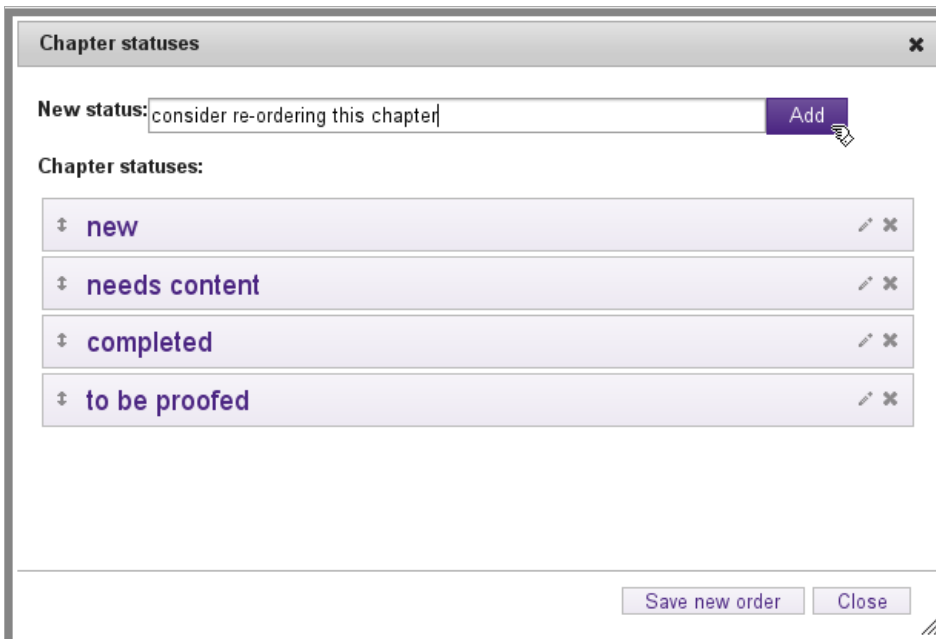 Chapter statuses
New status: consider re-ordering this chapter Add
Chapter statuses:
new
needs content
completed
to be proofed
Save new order Close